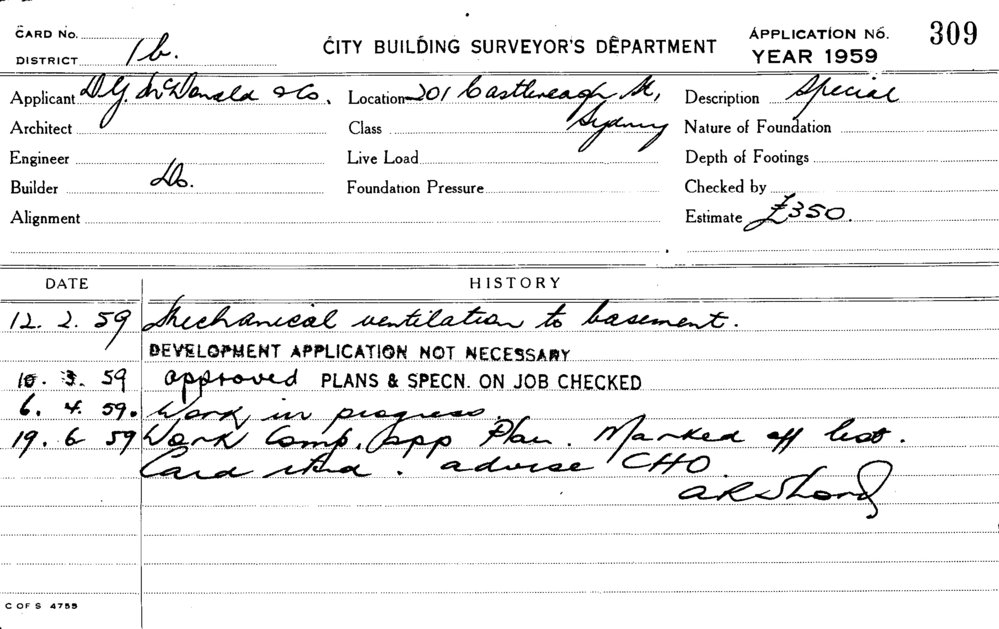 CARD No. CITY BUILDING SURVEYOR'S DEPARTMENT APPLICATION No. 309
DISTRICT 1b. YEAR 1959
Applicant D.G. McDonald & Co. Location 201 Castlereagh St, Description Special
Architect Class Sydney Nature of Foundation
Engineer Live Load Depth of Footings
Builder Do. Foundation Pressure Checked by
Alignment Estimate £350.
DATE HISTORY
12. 2. 59 Mechanical ventilation to basement.
DEVELOPMENT APPLICATION NOT NECESSARY
10. 3. 59 approved PLANS & SPECN. ON JOB CHECKED
6. 4. 59. Work in progress.
19. 6 59 Work Comp. app Plan. Marked off list.
Card . advise CHO.
C OF S 4759